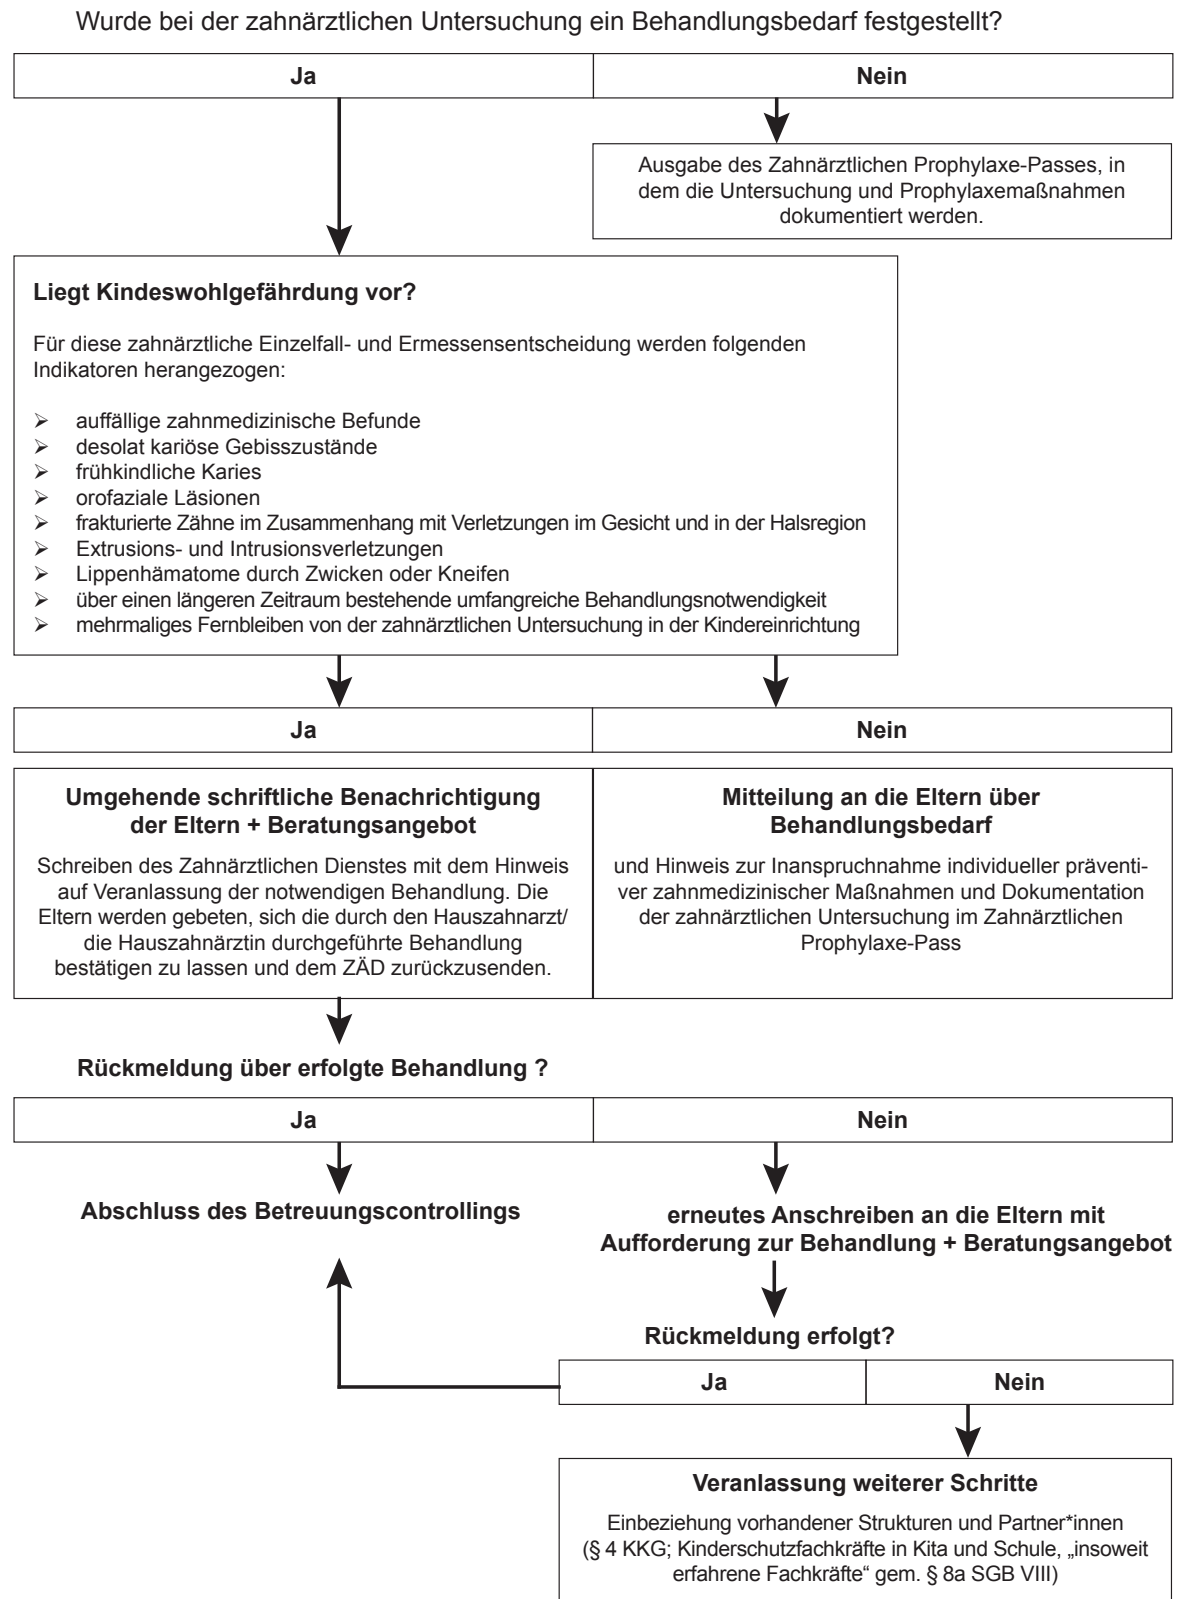 Wurde bei der zahnärztlichen Untersuchung ein Behandlungsbedarf festgestellt?
Ja
Nein
Ausgabe des Zahnärztlichen Prophylaxe-Passes, in
dem die Untersuchung und Prophylaxemaßnahmen
dokumentiert werden.
Liegt Kindeswohlgefährdung vor?
Für diese zahnärztliche Einzelfall- und Ermessensentscheidung werden folgenden
Indikatoren herangezogen:
➢ auffällige zahnmedizinische Befunde
➢ desolat kariöse Gebisszustände
➢ frühkindliche Karies
➢ orofaziale Läsionen
➢ frakturierte Zähne im Zusammenhang mit Verletzungen im Gesicht und in der Halsregion
➢ Extrusions- und Intrusionsverletzungen
➢ Lippenhämatome durch Zwicken oder Kneifen
➢ über einen längeren Zeitraum bestehende umfangreiche Behandlungsnotwendigkeit
➢ mehrmaliges Fernbleiben von der zahnärztlichen Untersuchung in der Kindereinrichtung
Ja
Nein
Umgehende schriftliche Benachrichtigung
der Eltern + Beratungsangebot
Schreiben des Zahnärztlichen Dienstes mit dem Hinweis
auf Veranlassung der notwendigen Behandlung. Die
Eltern werden gebeten, sich die durch den Hauszahnarzt/
die Hauszahnärztin durchgeführte Behandlung
bestätigen zu lassen und dem ZÄD zurückzusenden.
Mitteilung an die Eltern über
Behandlungsbedarf
und Hinweis zur Inanspruchnahme individueller präventi-
ver zahnmedizinischer Maßnahmen und Dokumentation
der zahnärztlichen Untersuchung im Zahnärztlichen
Prophylaxe-Pass
Rückmeldung über erfolgte Behandlung ?
Ja
Nein
Abschluss des Betreuungscontrollings
erneutes Anschreiben an die Eltern mit
Aufforderung zur Behandlung + Beratungsangebot
Rückmeldung erfolgt?
Ja
Nein
Veranlassung weiterer Schritte
Einbeziehung vorhandener Strukturen und Partner*innen
(§ 4 KKG; Kinderschutzfachkräfte in Kita und Schule, „insoweit
erfahrene Fachkräfte“ gem. § 8a SGB VIII)